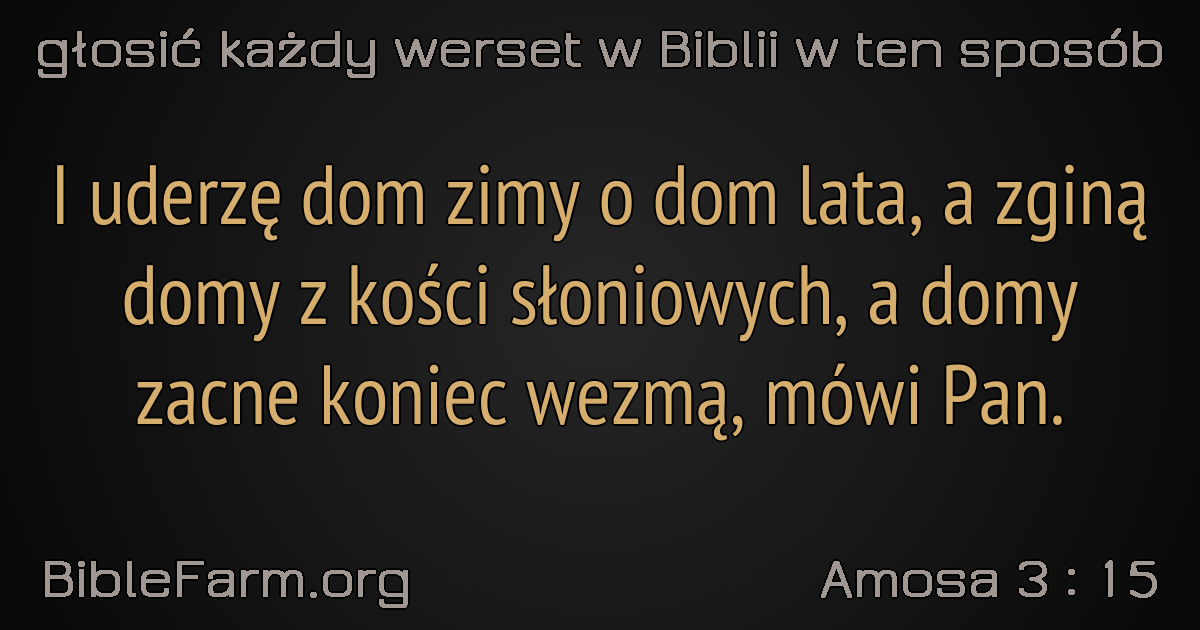 głosić każdy werset w Biblii w ten sposób
I uderzę dom zimy o dom lata, a zginą
domy z kości słoniowych, a domy
zacne koniec wezmą, mówi Pan.
BibleFarm.org
Amosa 3 : 15